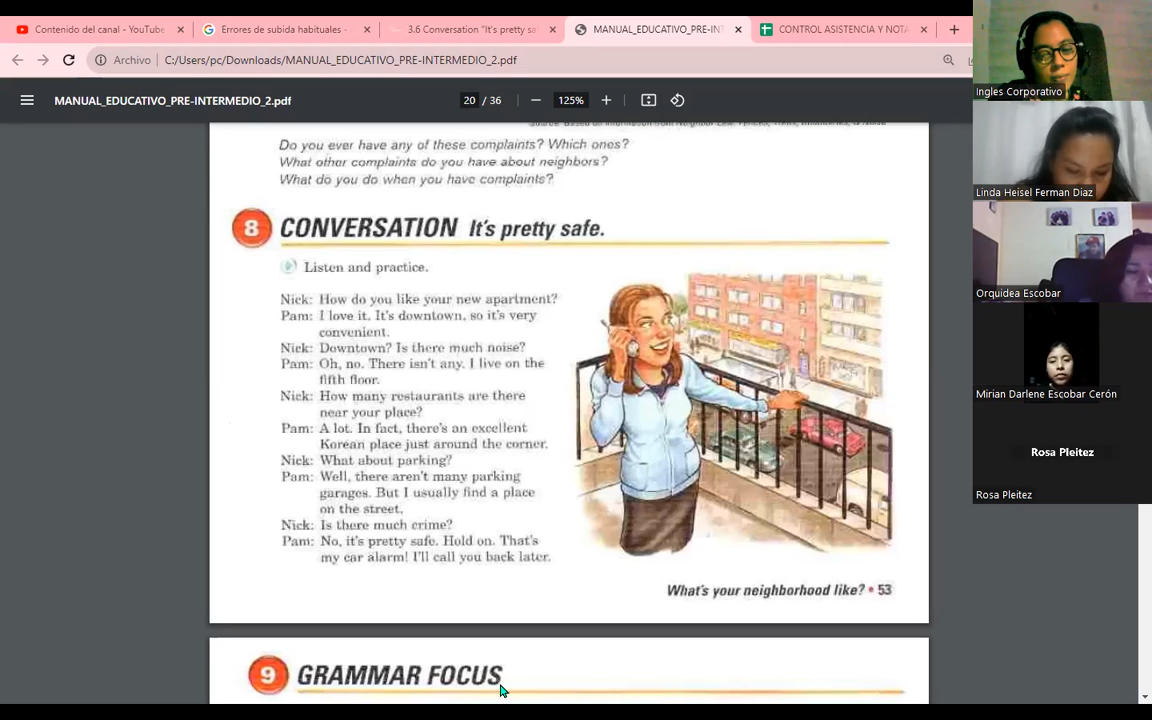 Contenido del canal - YouTube
Errores de subida habituales -
3.6 Conversation "It's pretty sa
MANUAL_EDUCATIVO_PRE-IN
CONTROL ASISTENCIA Y NOTA
Archivo
C:/Users/pc/Downloads/MANUAL_EDUCATIVO_PRE-INTERMEDIO_2.pdf
MANUAL_EDUCATIVO_PRE-INTERMEDIO_2.pdf
20 / 36
125%
Do you ever have any of these complaints? Which ones?
What other complaints do you have about neighbors?
What do you do when you have complaints?
8 CONVERSATION It's pretty safe.
Listen and practice.
Nick: How do you like your new apartment?
Pam: I love it. It's downtown, so it's very
convenient.
Nick: Downtown? Is there much noise?
Pam: Oh, no. There isn't any. I live on the
fifth floor.
Nick: How many restaurants are there
near your place?
Pam: A lot. In fact, there's an excellent
Korean place just around the corner.
Nick: What about parking?
Pam: Well, there aren't many parking
garages. But I usually find a place
on the street.
Nick: Is there much crime?
Pam: No, it's pretty safe. Hold on. That's
my car alarm! I'll call you back later.
What's your neighborhood like? • 53
9 GRAMMAR FOCUS
Ingles Corporativo
Linda Heisel Ferman Diaz
Orquidea Escobar
Mirian Darlene Escobar Cerón
Rosa Pleitez
Rosa Pleitez